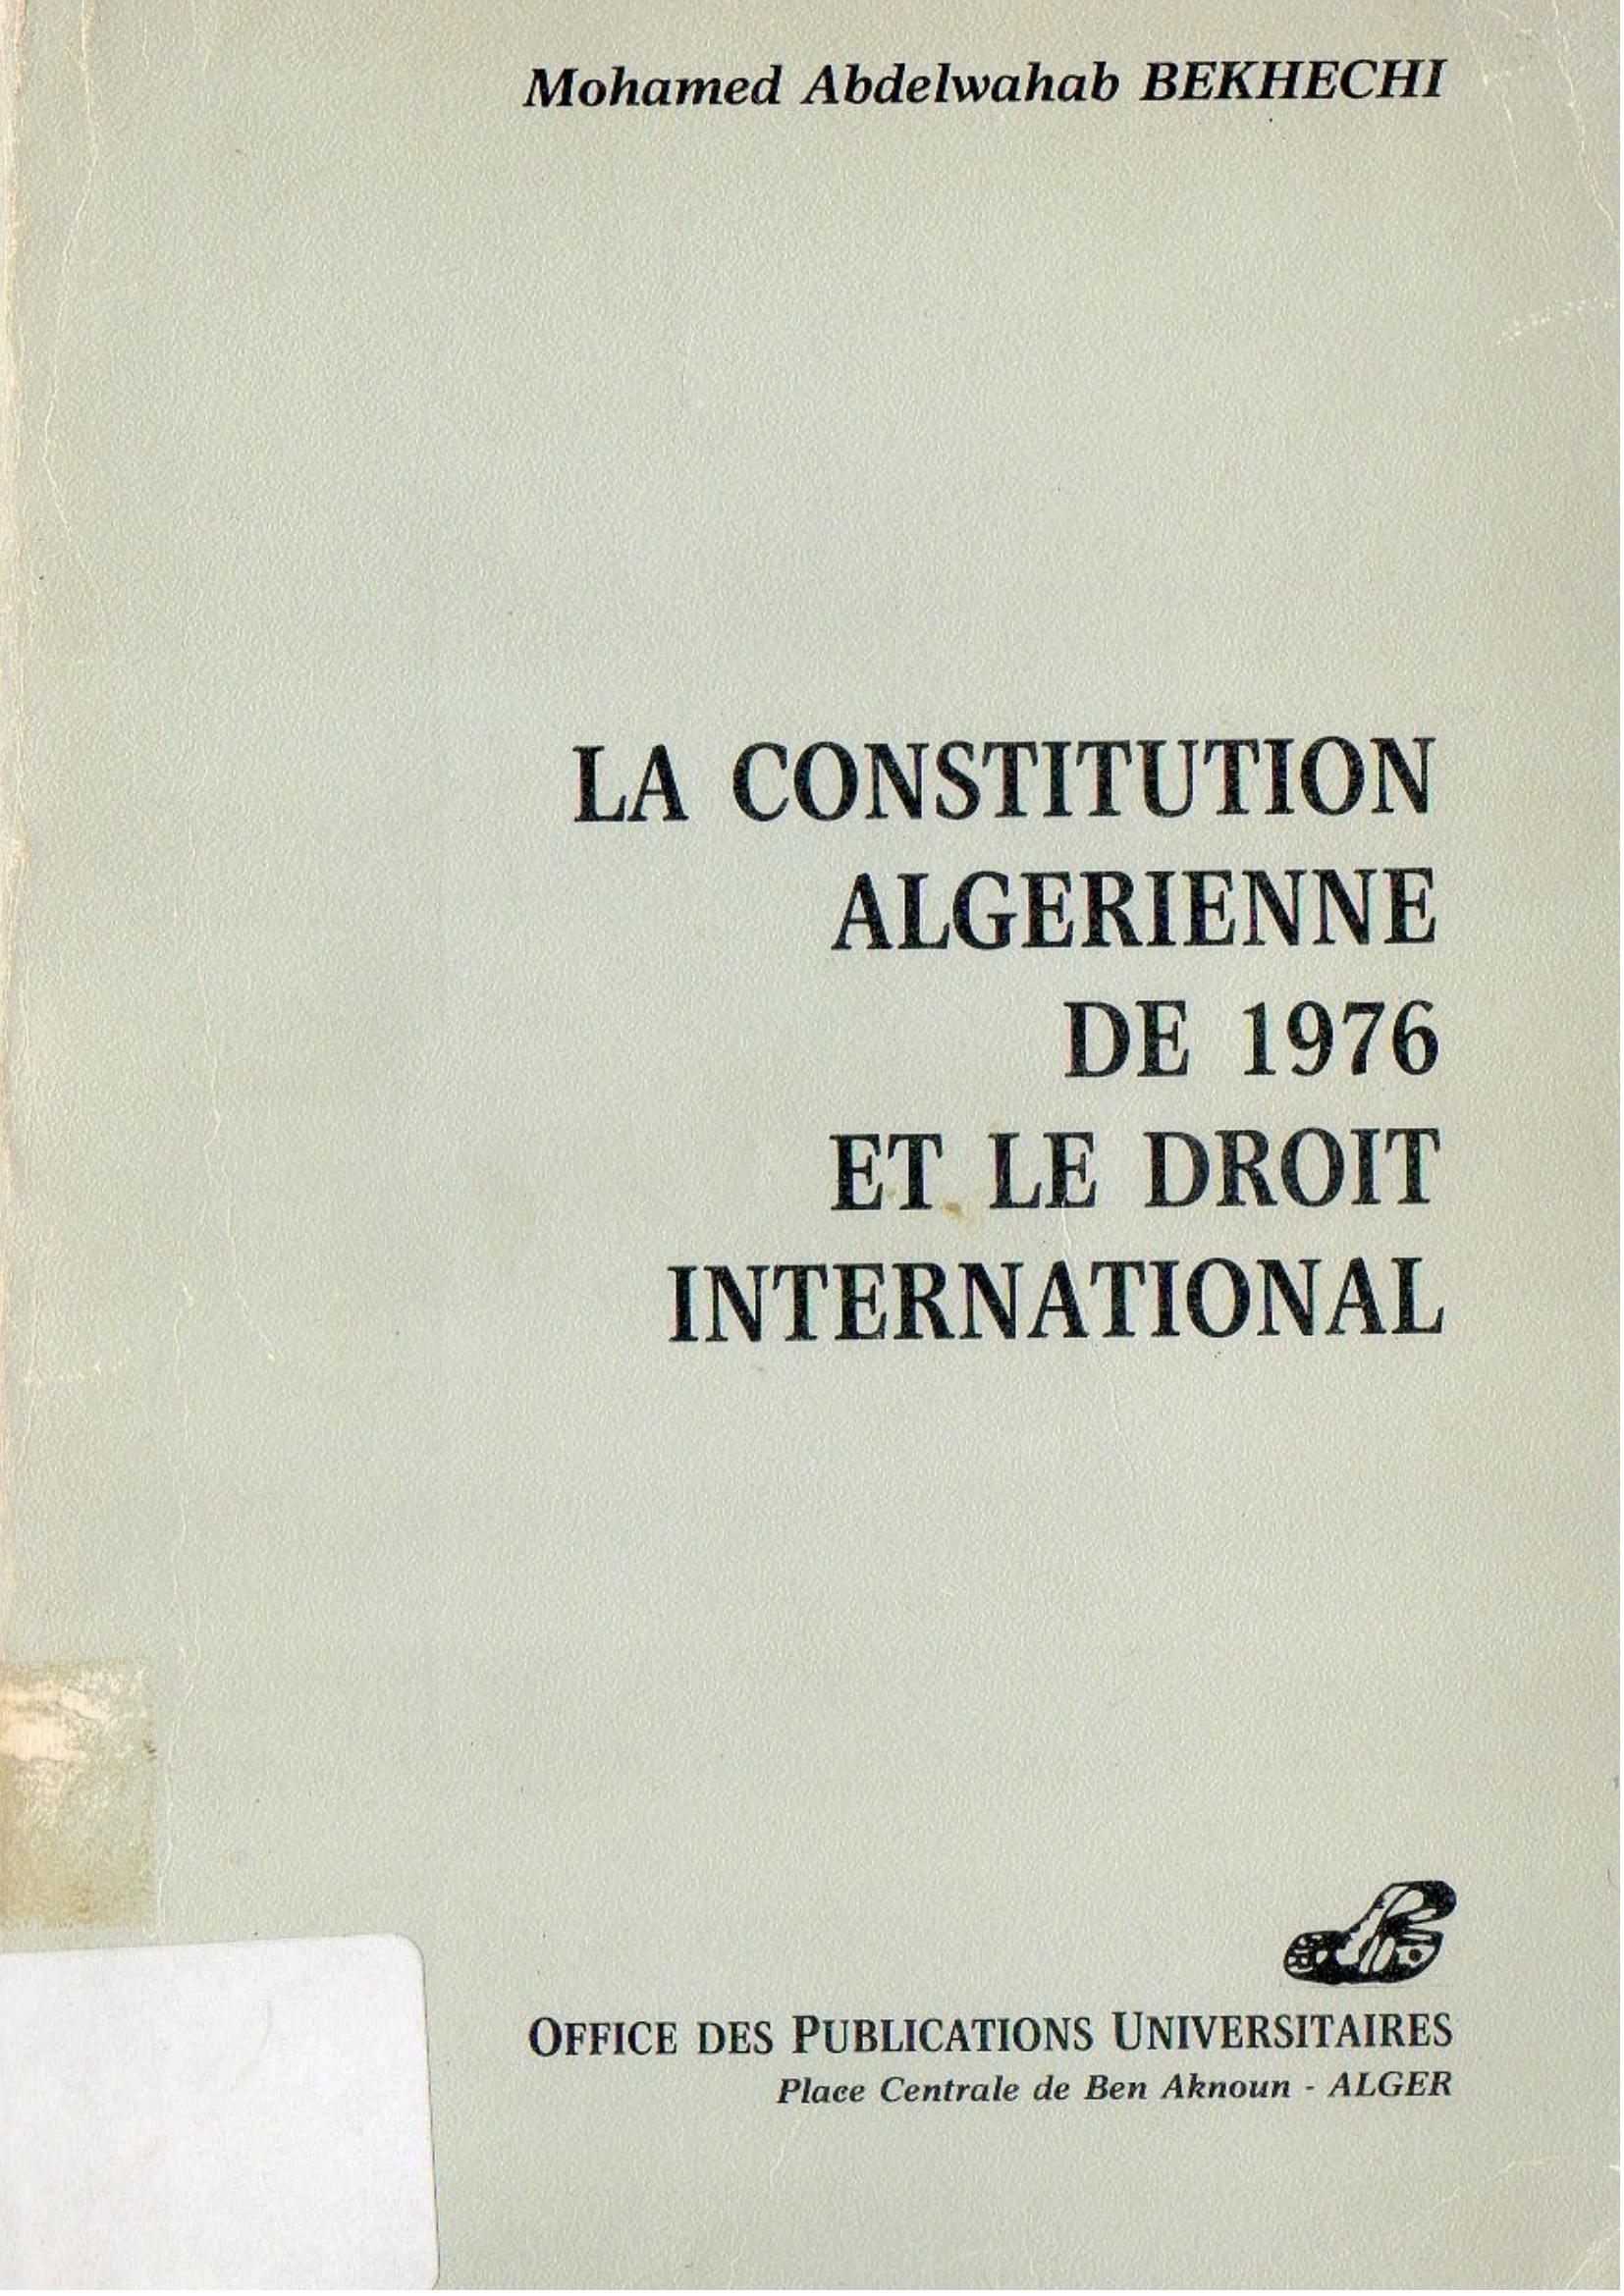 Mohamed Abdelwahab BEKHECHI
LA CONSTITUTION
ALGERIENNE
DE 1976
ET LE DROIT
INTERNATIONAL
OFFICE DES PUBLICATIONS UNIVERSITAIRES
Place Centrale de Ben Aknoun - ALGER